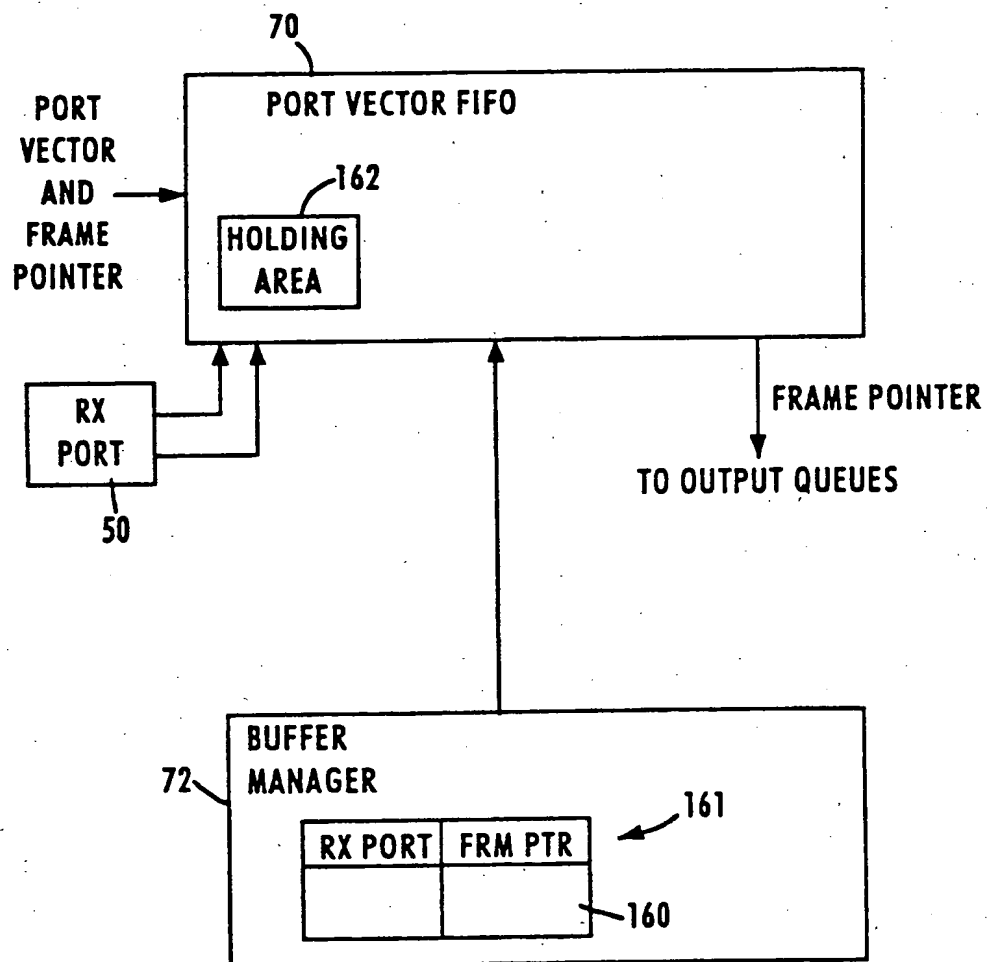 70
PORT VECTOR FIFO
PORT
VECTOR
AND
FRAME
POINTER
162
HOLDING
AREA
RX
PORT
50
FRAME POINTER
TO OUTPUT QUEUES
BUFFER
MANAGER
72
161
RX PORT FRM PTR
160